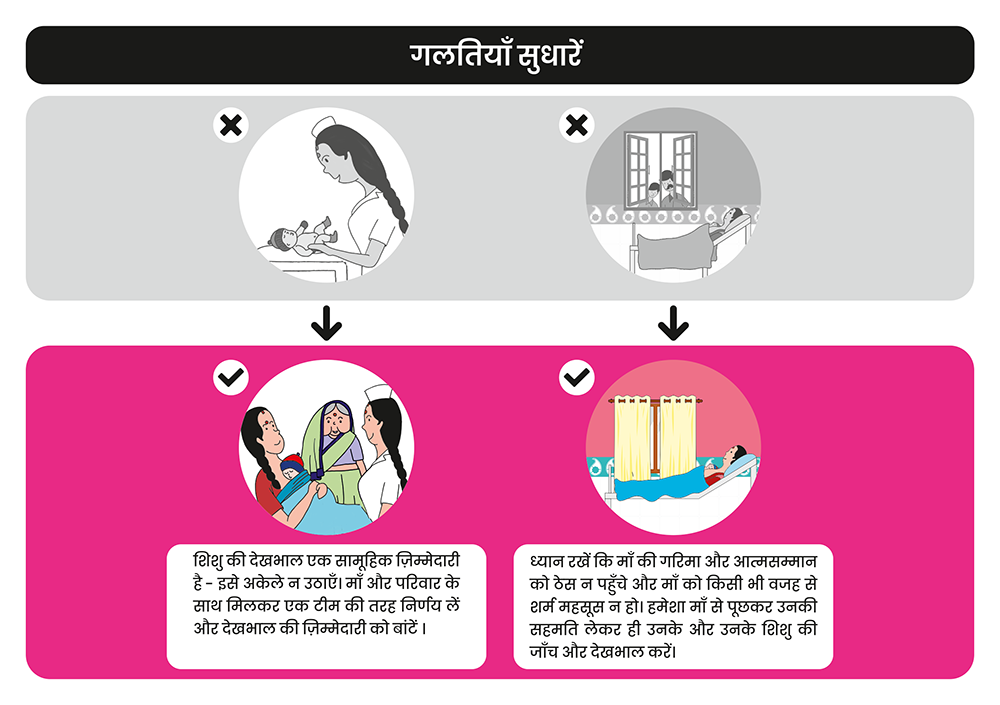 गलतियाँ सुधारें
शिशु की देखभाल एक सामूहिक ज़िम्मेदारी
है - इसे अकेले न उठाएँ। माँ और परिवार के
साथ मिलकर एक टीम की तरह निर्णय लें
और देखभाल की ज़िम्मेदारी को बांटें ।
ध्यान रखें कि माँ की गरिमा और आत्मसम्मान
को ठेस न पहुँचे और माँ को किसी भी वजह से
शर्म महसूस न हो। हमेशा माँ से पूछकर उनकी
सहमति लेकर ही उनके और उनके शिशु की
जाँच और देखभाल करें।